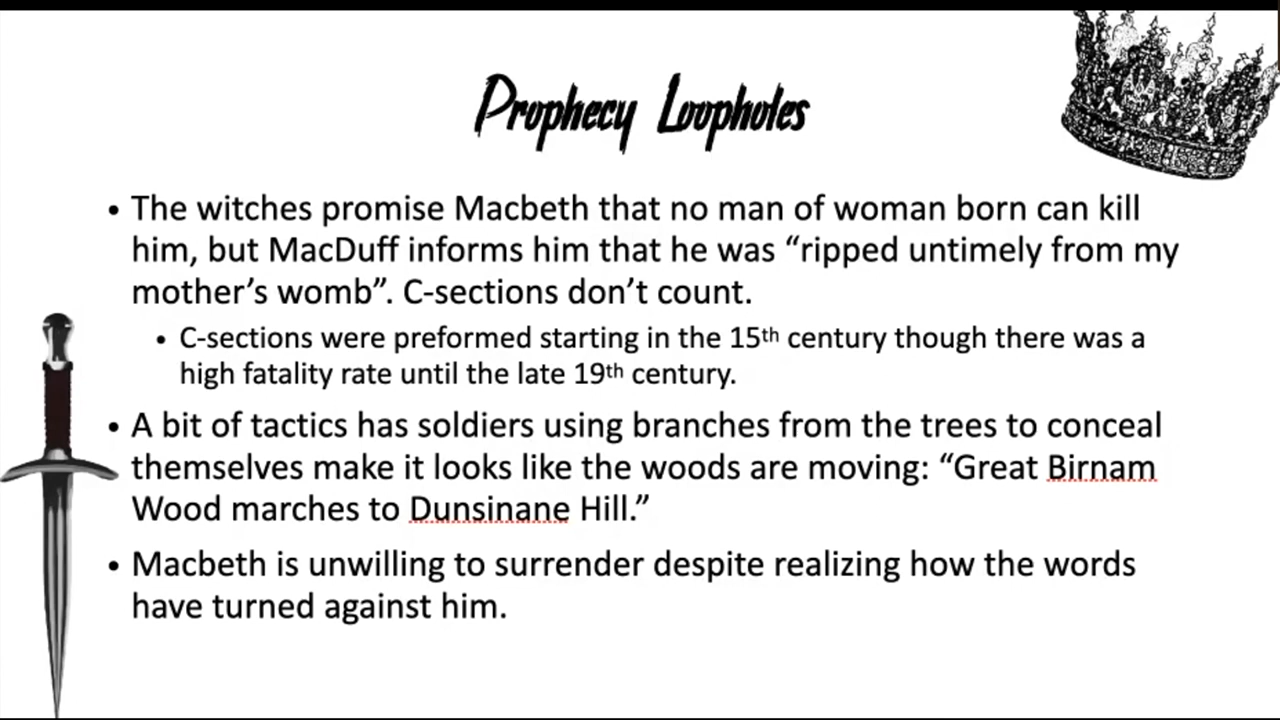 Prophecy Loopholes
• The witches promise Macbeth that no man of woman born can kill
him, but MacDuff informs him that he was “ripped untimely from my
mother’s womb”. C-sections don’t count.
• C-sections were preformed starting in the 15th century though there was a
high fatality rate until the late 19th century.
• A bit of tactics has soldiers using branches from the trees to conceal
themselves make it looks like the woods are moving: “Great Birnam
Wood marches to Dunsinane Hill.”
• Macbeth is unwilling to surrender despite realizing how the words
have turned against him.